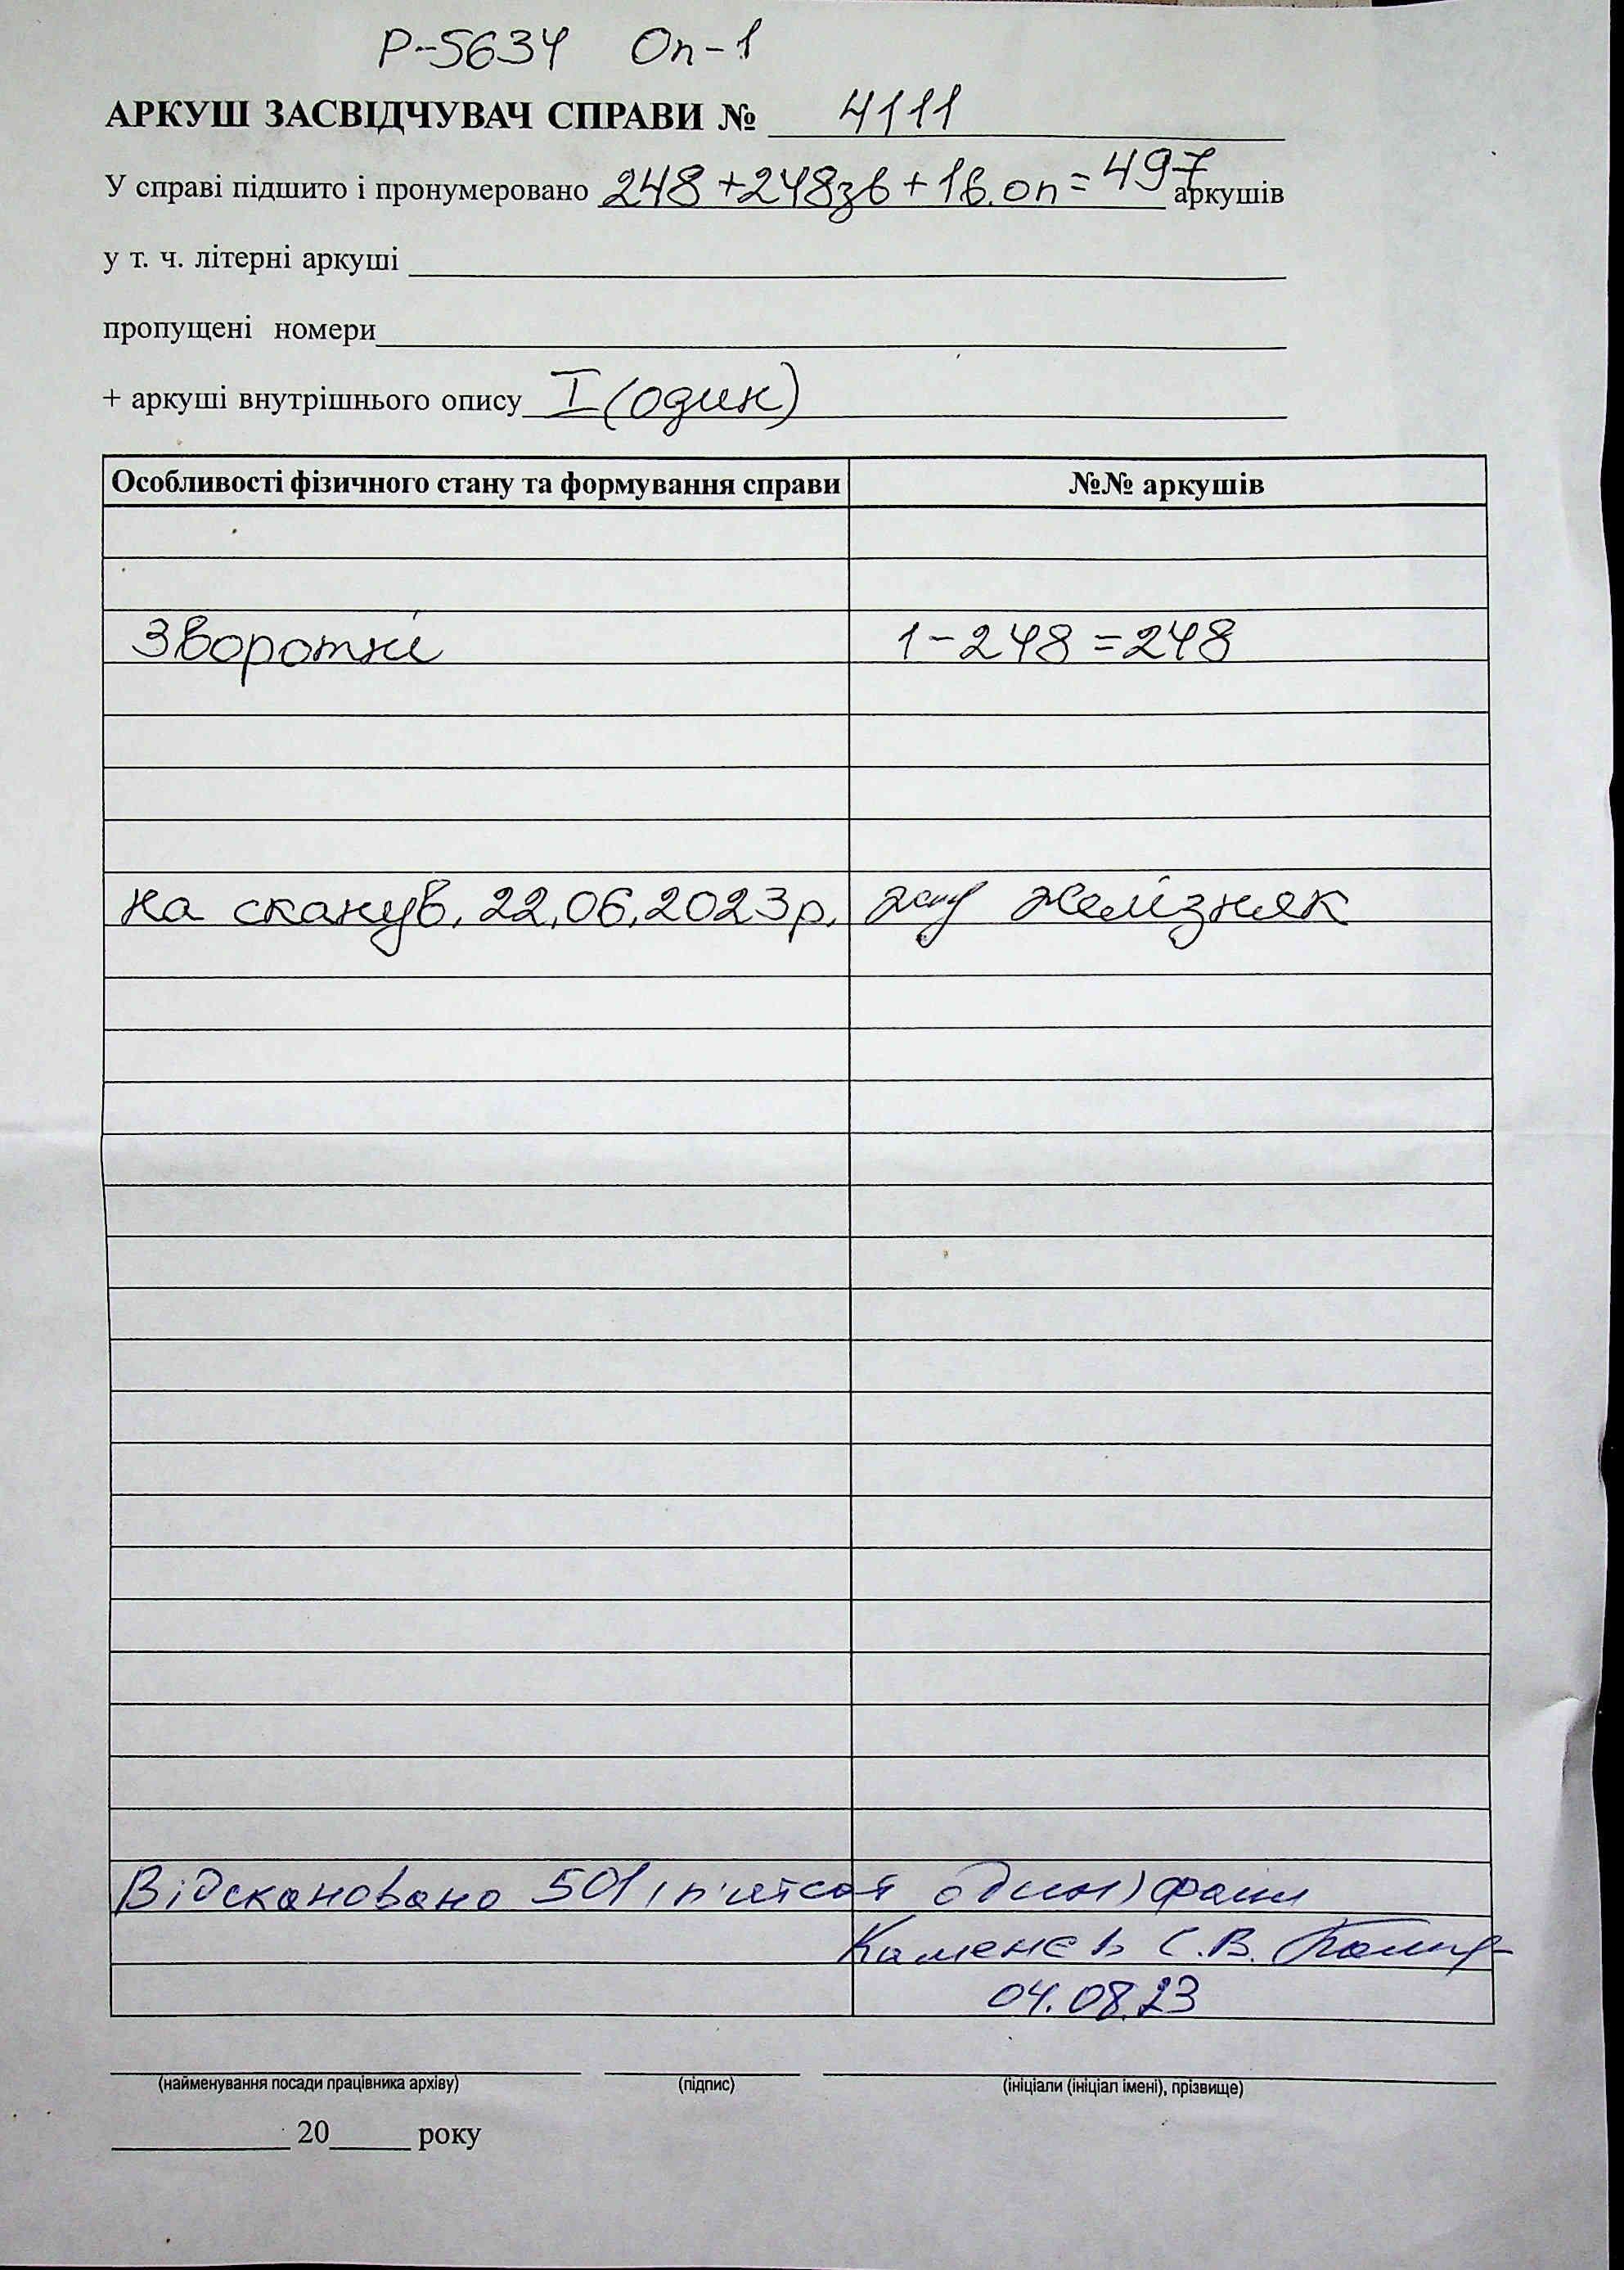 Р-5634 Оп-1
АРКУШ ЗАСВІДЧУВАЧ СПРАВИ № 4111
У справі підшито і пронумеровано 248+248зв+1в.оп=497 аркушів
у т. ч. літерні аркуші
пропущені номери
+ аркуші внутрішнього опису I (один)
Особливості фізичного стану та формування справи №№ аркушів
Зворотні 1-248=248
на сканув. 22.06.2023р. Желізняк
Відскановано 501 (п'ятсот один) файл
Каменєв С.В.
04.08.23
(найменування посади працівника архіву) (підпис) (ініціали (ініціал імені), прізвище)
20 року